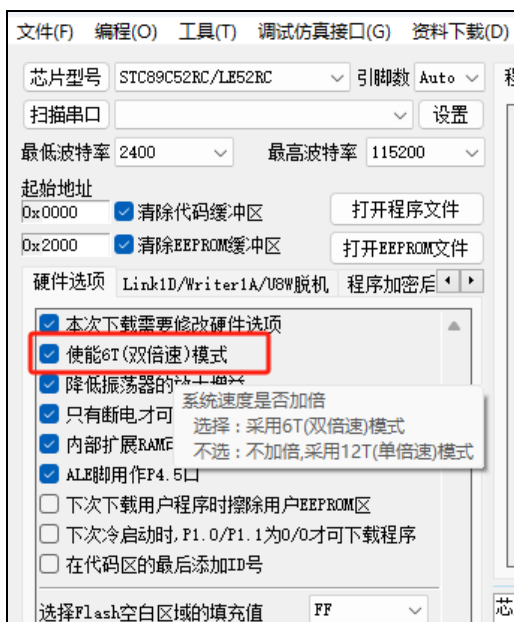 文件(F) 编程(O) 工具(T) 调试仿真接口(G) 资料下载(D)
芯片型号 STC89C52RC/LE52RC 引脚数 Auto 程
扫描串口 设置
最低波特率 2400 最高波特率 115200
起始地址
0x0000 清除代码缓冲区 打开程序文件
0x2000 清除EEPROM缓冲区 打开EEPROM文件
硬件选项 Link1D/Writer1A/U8W脱机 程序加密后
本次下载需要修改硬件选项
使能6T(双倍速)模式
降低振荡器的放大增益
系统速度是否加倍
只有断电才可
选择：采用6T(双倍速)模式
内部扩展RAM
不选：不加倍,采用12T(单倍速)模式
ALE脚用作P4.5口
下次下载用户程序时擦除用户EEPROM区
下次冷启动时,P1.0/P1.1为0/0才可下载程序
在代码区的最后添加ID号
选择Flash空白区域的填充值 FF
芯